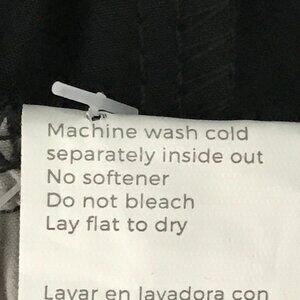 Machine wash cold
separately inside out
No softener
Do not bleach
Lay flat to dry
Lavar en lavadora con